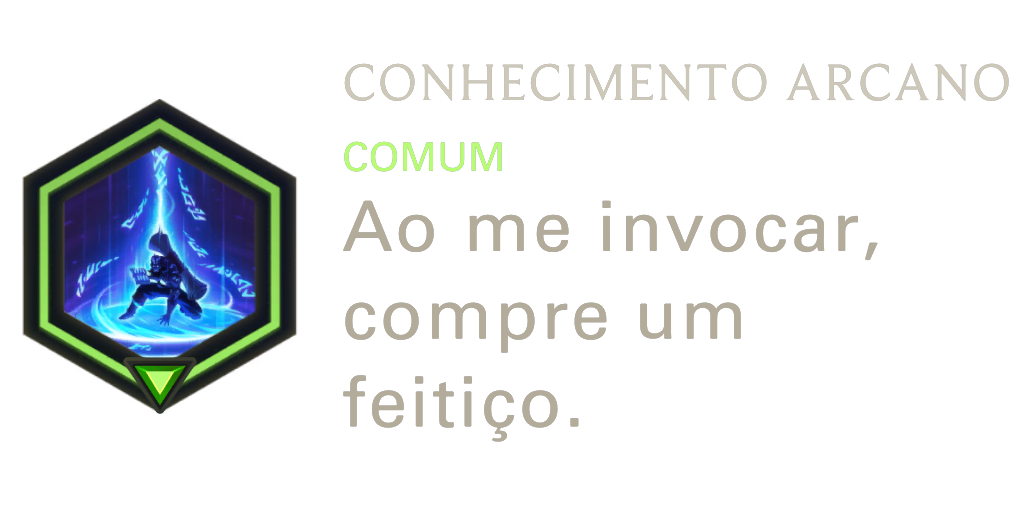 CONHECIMENTO ARCANO
COMUM
Ao me invocar,
compre um
feitiço.